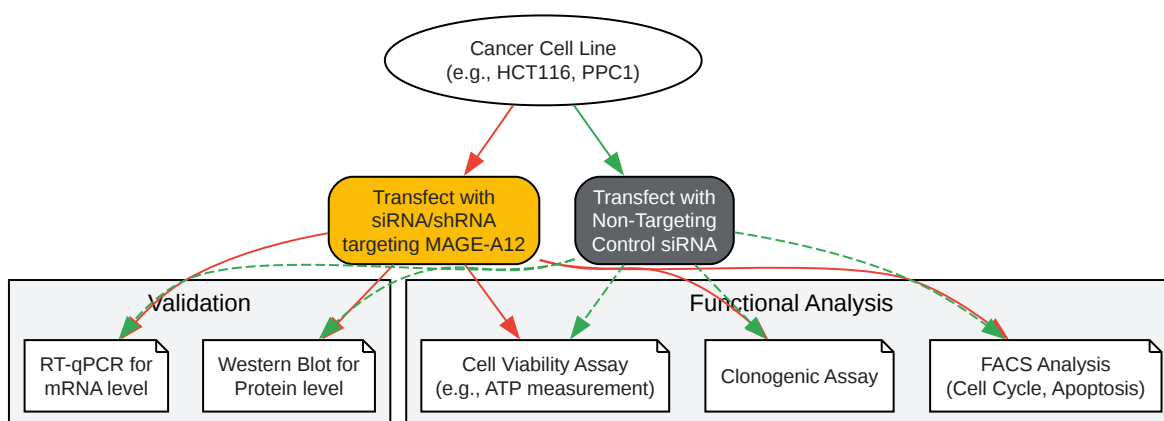 Cancer Cell Line
(e.g., HCT116, PPC1)
Transfect with
siRNA/shRNA
targeting MAGE-A12
Transfect with
Non-Targeting
Control siRNA
Validation
RT-qPCR for
mRNA level
Western Blot for
Protein level
Functional Analysis
Cell Viability Assay
(e.g., ATP measurement)
Clonogenic Assay
FACS Analysis
(Cell Cycle, Apoptosis)